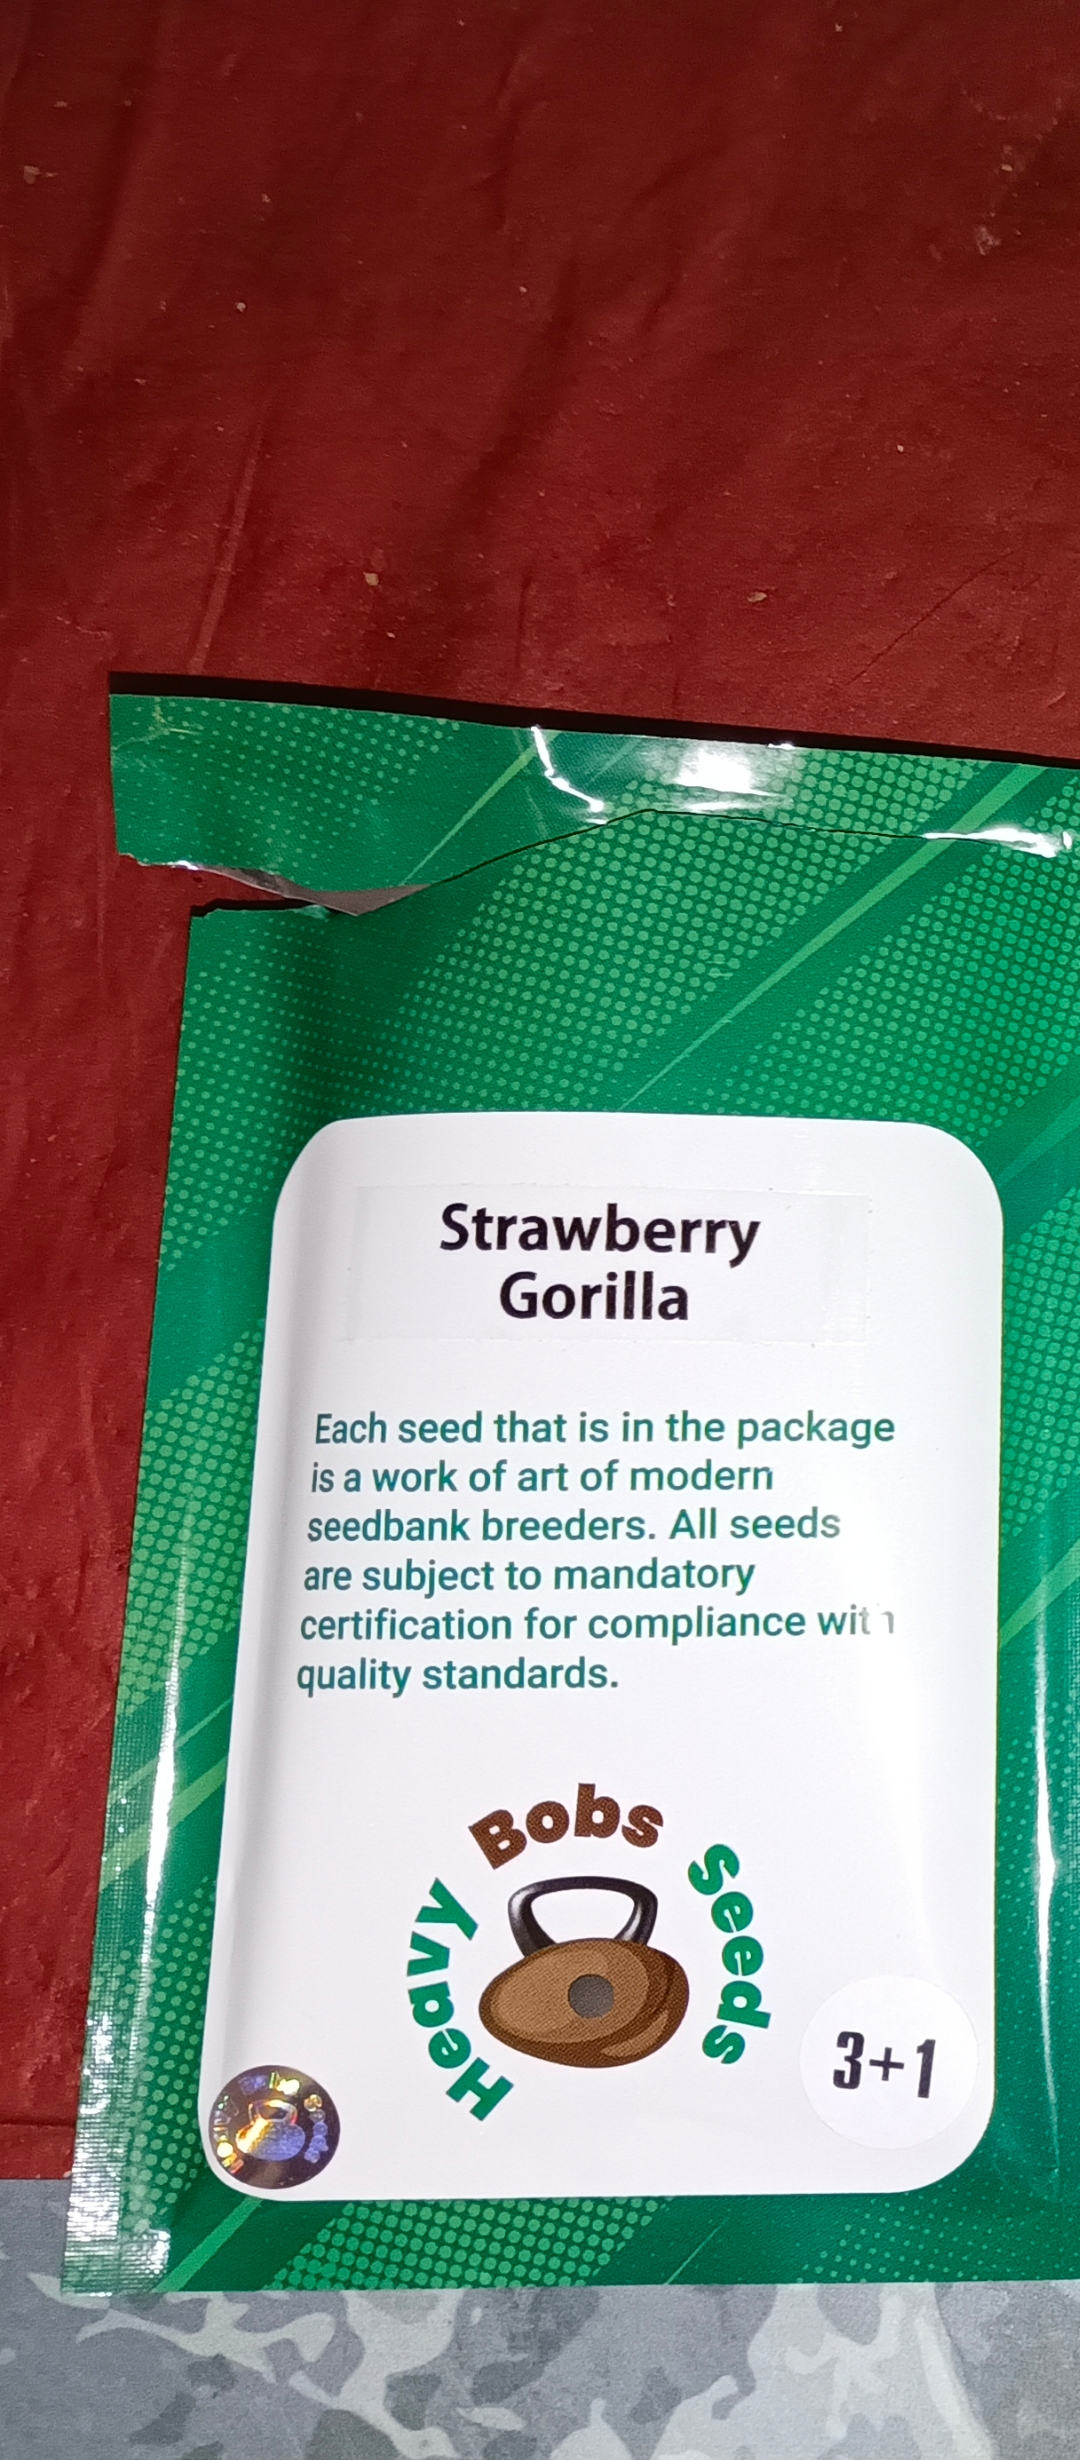 Strawberry
Gorilla
Each seed that is in the package
is a work of art of modern
seedbank breeders. All seeds
are subject to mandatory
certification for compliance with
quality standards.
Heavy Bobs Seeds
3+1